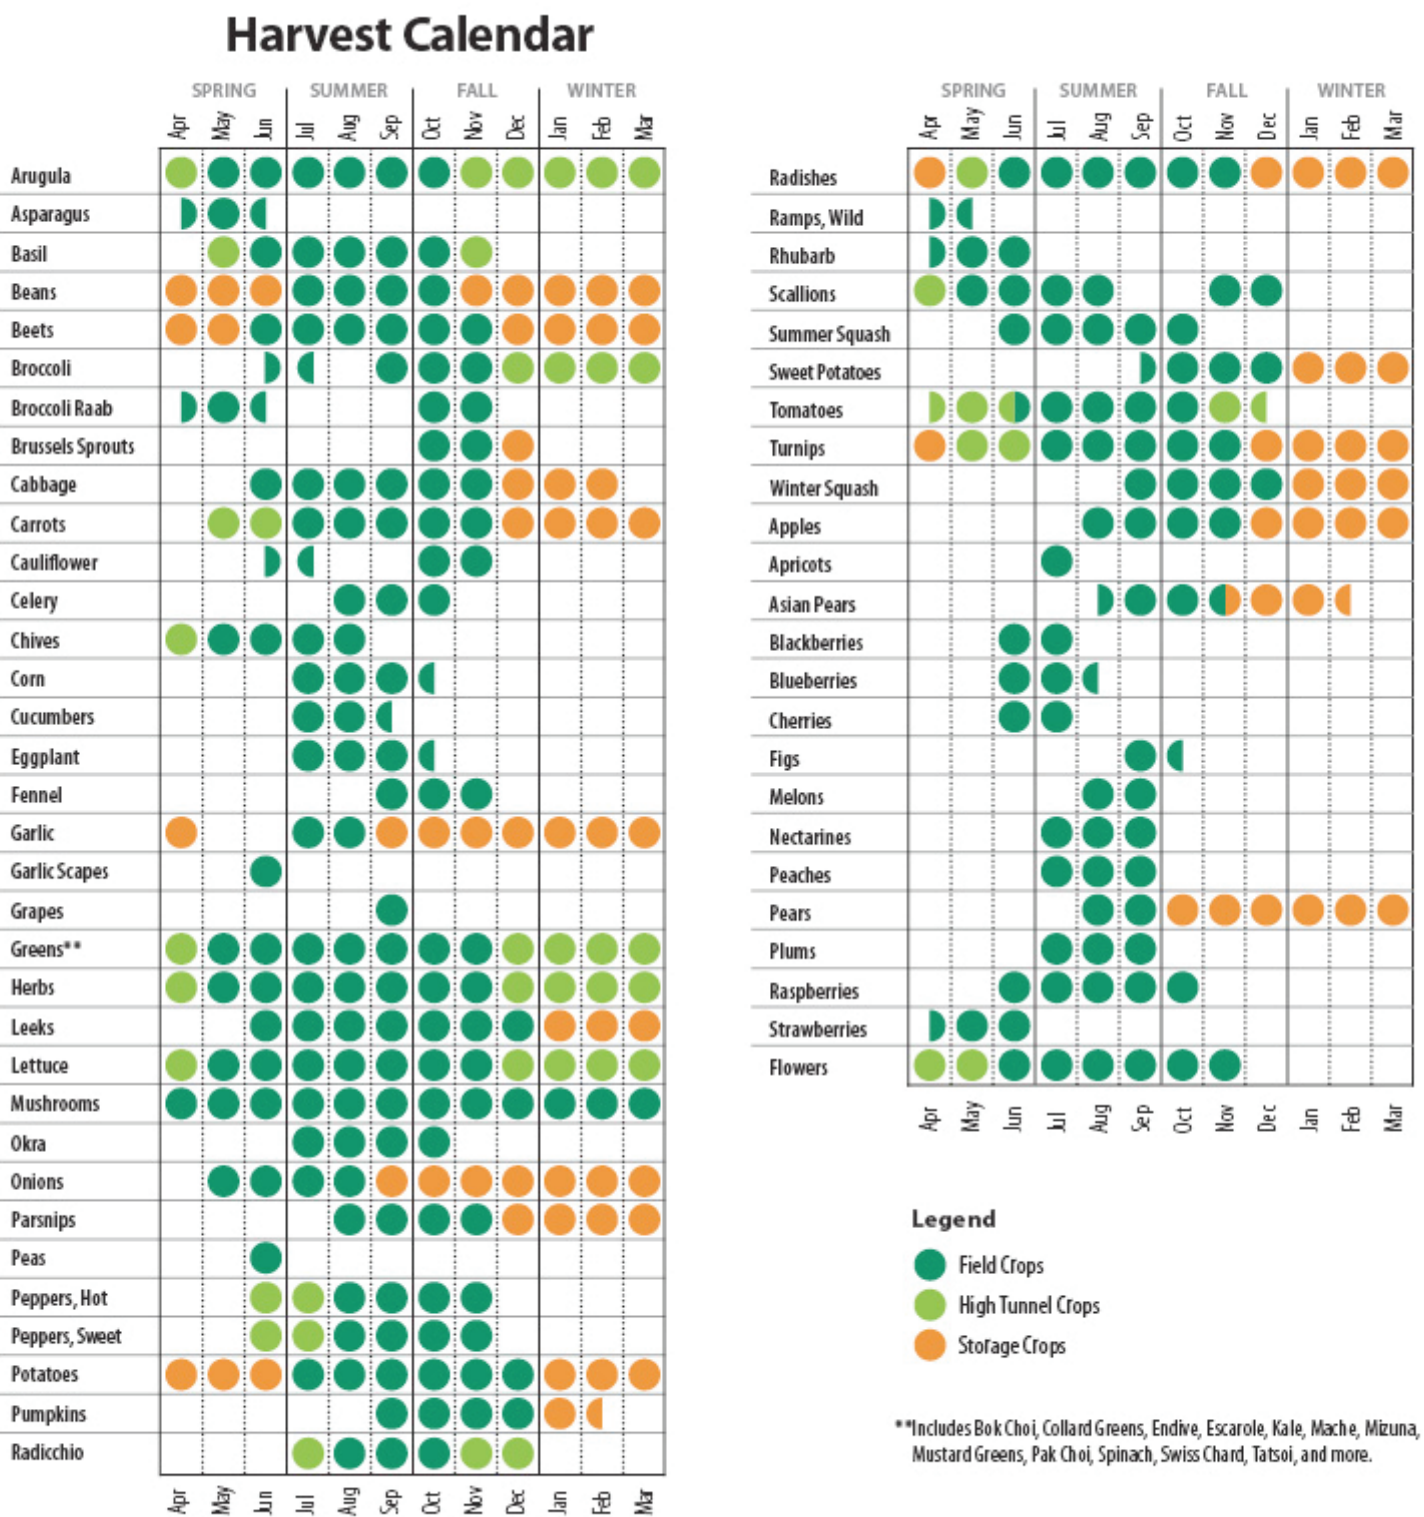 Harvest Calendar
SPRING SUMMER FALL WINTER
Apr May Jun Jul Aug Sep Oct Nov Dec Jan Feb Mar
Arugula
Asparagus
Basil
Beans
Beets
Broccoli
Broccoli Raab
Brussels Sprouts
Cabbage
Carrots
Cauliflower
Celery
Chives
Corn
Cucumbers
Eggplant
Fennel
Garlic
Garlic Scapes
Grapes
Greens**
Herbs
Leeks
Lettuce
Mushrooms
Okra
Onions
Parsnips
Peas
Peppers, Hot
Peppers, Sweet
Potatoes
Pumpkins
Radicchio
Apr May Jun Jul Aug Sep Oct Nov Dec Jan Feb Mar
SPRING SUMMER FALL WINTER
Apr May Jun Jul Aug Sep Oct Nov Dec Jan Feb Mar
Radishes
Ramps, Wild
Rhubarb
Scallions
Summer Squash
Sweet Potatoes
Tomatoes
Turnips
Winter Squash
Apples
Apricots
Asian Pears
Blackberries
Blueberries
Cherries
Figs
Melons
Nectarines
Peaches
Pears
Plums
Raspberries
Strawberries
Flowers
Apr May Jun Jul Aug Sep Oct Nov Dec Jan Feb Mar
Legend
Field Crops
High Tunnel Crops
Storage Crops
**Includes Bok Choi, Collard Greens, Endive, Escarole, Kale, Mache, Mizuna,
Mustard Greens, Pak Choi, Spinach, Swiss Chard, Tatsoi, and more.